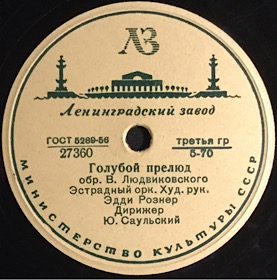 ЛЗ
Ленинградский завод
ГОСТ 5289-56
третья гр
27360
5-70
Голубой прелюд
обр. В. Людвиковского
Эстрадный орк. Худ. рук.
Эдди Рознер
Дирижер
Ю. Саульский
МИНИСТЕРСТВО КУЛЬТУРЫ СССР